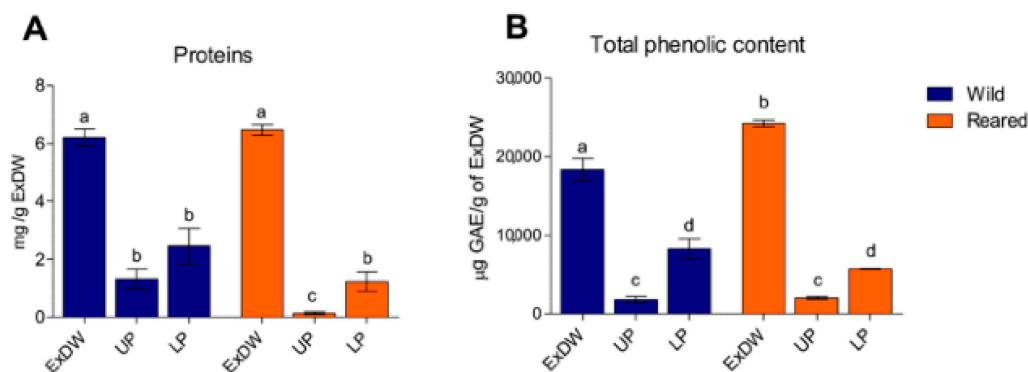 A
Proteins
mg /g ExDW
8
6
4
2
0
a
b
b
a
c
b
ExDW
UP
LP
ExDW
UP
LP
B
Total phenolic content
µg GAE/g of ExDW
30,000
20,000
10,000
0
a
c
d
b
c
d
ExDW
UP
LP
ExDW
UP
LP
Wild
Reared